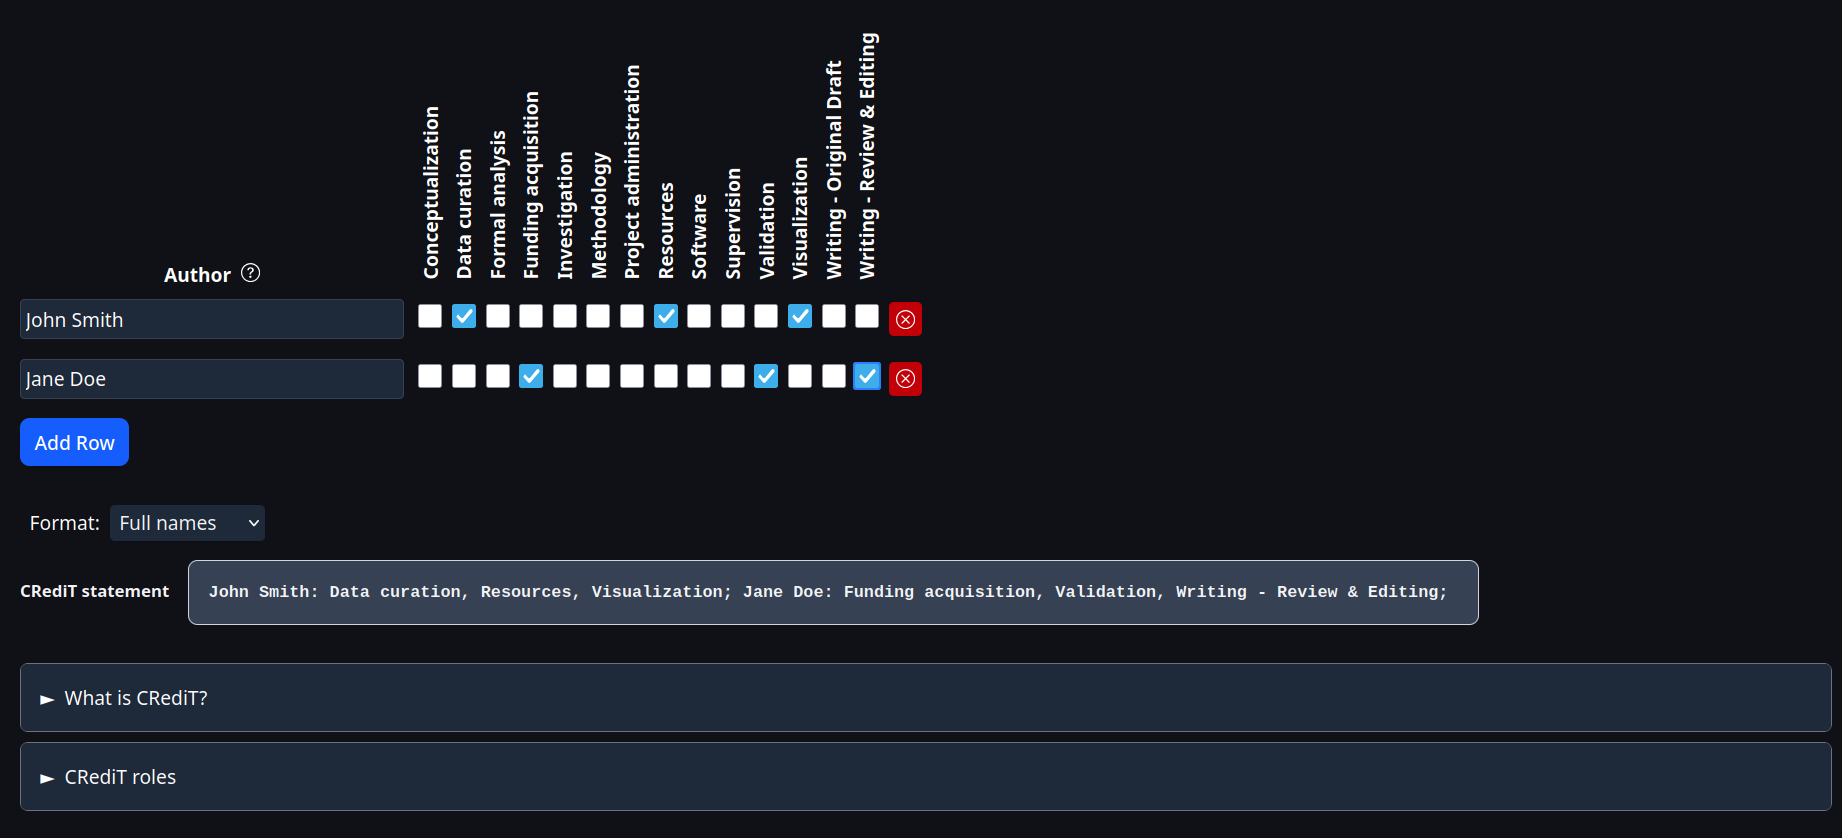 Conceptualization
Data curation
Formal analysis
Funding acquisition
Investigation
Methodology
Project administration
Resources
Software
Supervision
Validation
Visualization
Writing - Original Draft
Writing - Review & Editing
Author ?
John Smith
Jane Doe
Add Row
Format: Full names
CRediT statement
John Smith: Data curation, Resources, Visualization; Jane Doe: Funding acquisition, Validation, Writing - Review & Editing;
► What is CRediT?
► CRediT roles